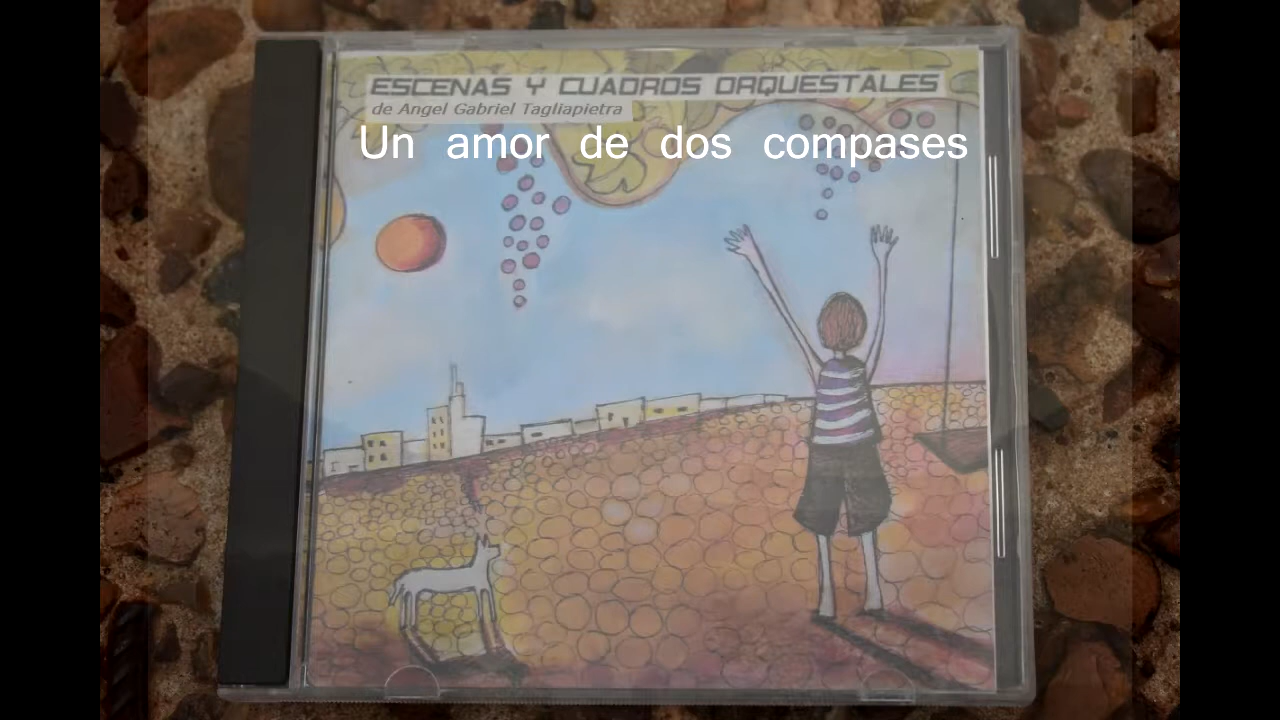 ESCENAS Y CUADROS ORQUESTALES
de Angel Gabriel Tagliapietra
Un amor de dos compases